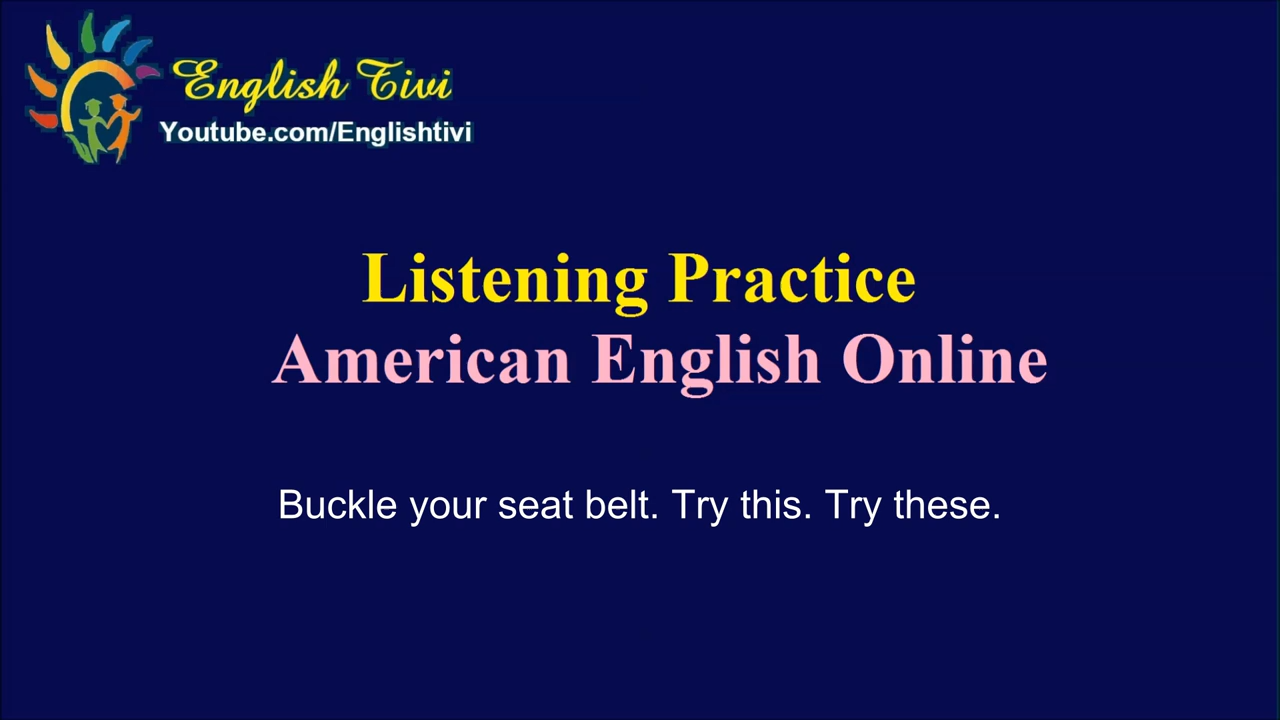 English Tivi
Youtube.com/Englishtivi
Listening Practice
American English Online
Buckle your seat belt. Try this. Try these.